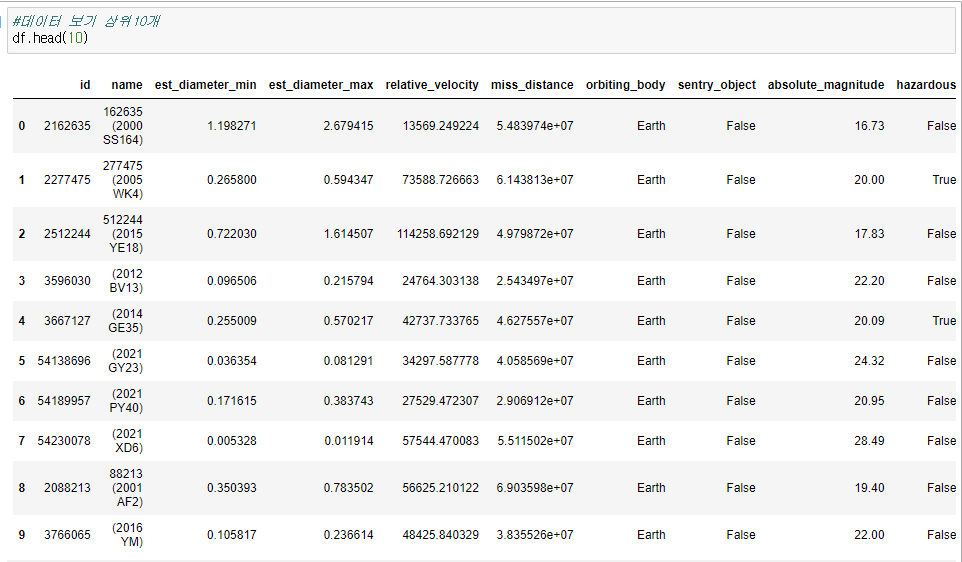 #데이터 보기 상위10개
df.head(10)
id name est_diameter_min est_diameter_max relative_velocity miss_distance orbiting_body sentry_object absolute_magnitude hazardous
0 2162635 162635 (2000 SS164) 1.198271 2.679415 13569.249224 5.483974e+07 Earth False 16.73 False
1 2277475 277475 (2005 WK4) 0.265800 0.594347 73588.726663 6.143813e+07 Earth False 20.00 True
2 2512244 512244 (2015 YE18) 0.722030 1.614507 114258.692129 4.979872e+07 Earth False 17.83 False
3 3596030 (2012 BV13) 0.096506 0.215794 24764.303138 2.543497e+07 Earth False 22.20 False
4 3667127 (2014 GE35) 0.255009 0.570217 42737.733765 4.627557e+07 Earth False 20.09 True
5 54138696 (2021 GY23) 0.036354 0.081291 34297.587778 4.058569e+07 Earth False 24.32 False
6 54189957 (2021 PY40) 0.171615 0.383743 27529.472307 2.906912e+07 Earth False 20.95 False
7 54230078 (2021 XD6) 0.005328 0.011914 57544.470083 5.511502e+07 Earth False 28.49 False
8 2088213 88213 (2001 AF2) 0.350393 0.783502 56625.210122 6.903598e+07 Earth False 19.40 False
9 3766065 (2016 YM) 0.105817 0.236614 48425.840329 3.835526e+07 Earth False 22.00 False